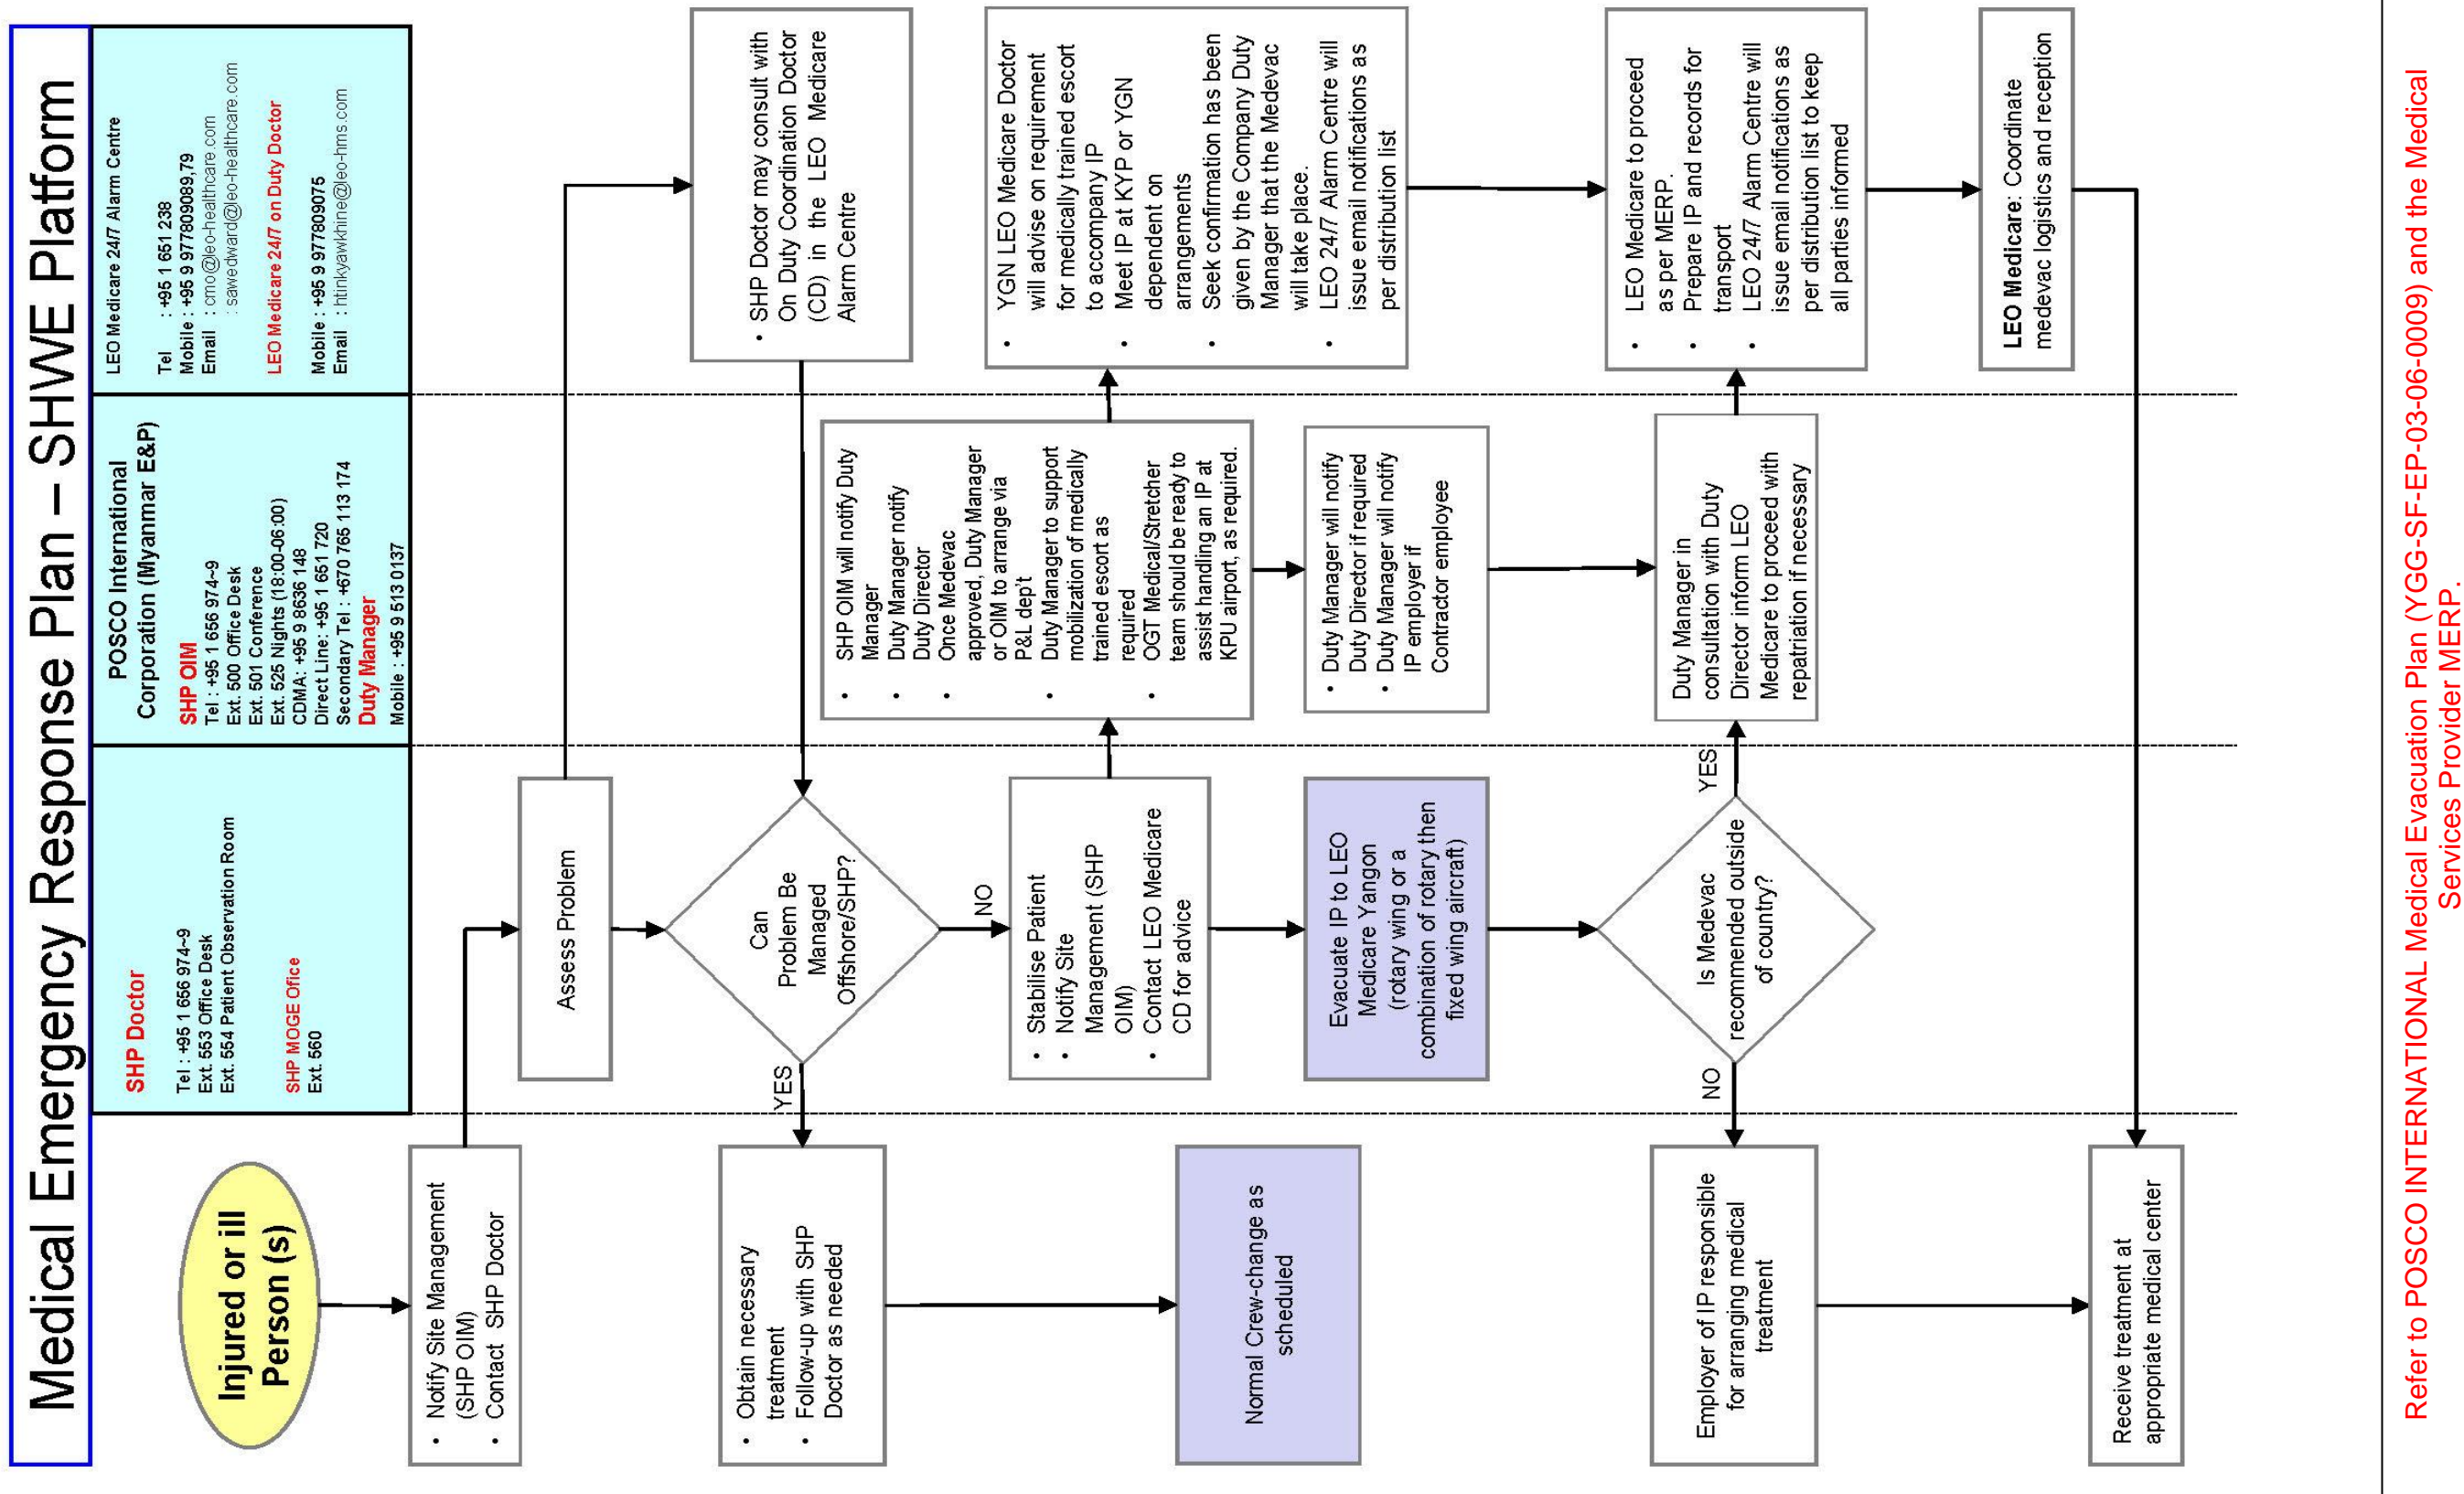 Medical Emergency Response Plan – SHWE Platform
SHP Doctor
Tel : +95 1 656 974~9
Ext. 553 Office Desk
Ext. 554 Patient Observation Room
SHP MOGE Ofice
Ext. 560
POSCO International
Corporation (Myanmar E&P)
SHP OIM
Tel : +95 1 656 974~9
Ext. 500 Office Desk
Ext. 501 Conference
Ext. 525 Nights (18:00-06:00)
CDMA: +95 9 8636 148
Direct Line: +95 1 651 720
Secondary Tel : +670 765 113 174
Duty Manager
Mobile : +95 9 513 0137
LEO Medicare 24/7 Alarm Centre
Tel : +95 1 651 238
Mobile : +95 9 977809089,79
Email : cmo@leo-healthcare.com
: sawedward@leo-healthcare.com
LEO Medicare 24/7 on Duty Doctor
Mobile : +95 9 977809075
Email : htinkyawkhine@leo-hms.com
Injured or ill
Person (s)
• Notify Site Management
(SHP OIM)
• Contact SHP Doctor
Assess Problem
• SHP Doctor may consult with
On Duty Coordination Doctor
(CD) in the LEO Medicare
Alarm Centre
Can
Problem Be
Managed
Offshore/SHP?
YES
• Obtain necessary
treatment
• Follow-up with SHP
Doctor as needed
Normal Crew-change as
scheduled
NO
• Stabilise Patient
• Notify Site
Management (SHP
OIM)
• Contact LEO Medicare
CD for advice
• SHP OIM will notify Duty
Manager
• Duty Manager notify
Duty Director
• Once Medevac
approved, Duty Manager
or OIM to arrange via
P&L dep't
• Duty Manager to support
mobilization of medically
trained escort as
required
• OGT Medical/Stretcher
team should be ready to
assist handling an IP at
KPU airport, as required.
• YGN LEO Medicare Doctor
will advise on requirement
for medically trained escort
to accompany IP
• Meet IP at KYP or YGN
dependent on
arrangements
• Seek confirmation has been
given by the Company Duty
Manager that the Medevac
will take place.
• LEO 24/7 Alarm Centre will
issue email notifications as
per distribution list
Evacuate IP to LEO
Medicare Yangon
(rotary wing or a
combination of rotary then
fixed wing aircraft)
• Duty Manager will notify
Duty Director if required
• Duty Manager will notify
IP employer if
Contractor employee
Is Medevac
recommended outside
of country?
NO
Employer of IP responsible
for arranging medical
treatment
YES
Duty Manager in
consultation with Duty
Director inform LEO
Medicare to proceed with
repatriation if necessary
• LEO Medicare to proceed
as per MERP.
• Prepare IP and records for
transport
• LEO 24/7 Alarm Centre will
issue email notifications as
per distribution list to keep
all parties informed
LEO Medicare: Coordinate
medevac logistics and reception
Receive treatment at
appropriate medical center
Refer to POSCO INTERNATIONAL Medical Evacuation Plan (YGG-SF-EP-03-06-0009) and the Medical
Services Provider MERP.